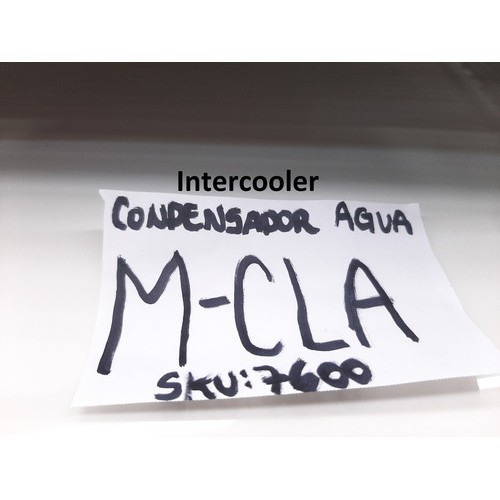 Intercooler
CONDENSADOR AGUA
M-CLA
SKU:7600